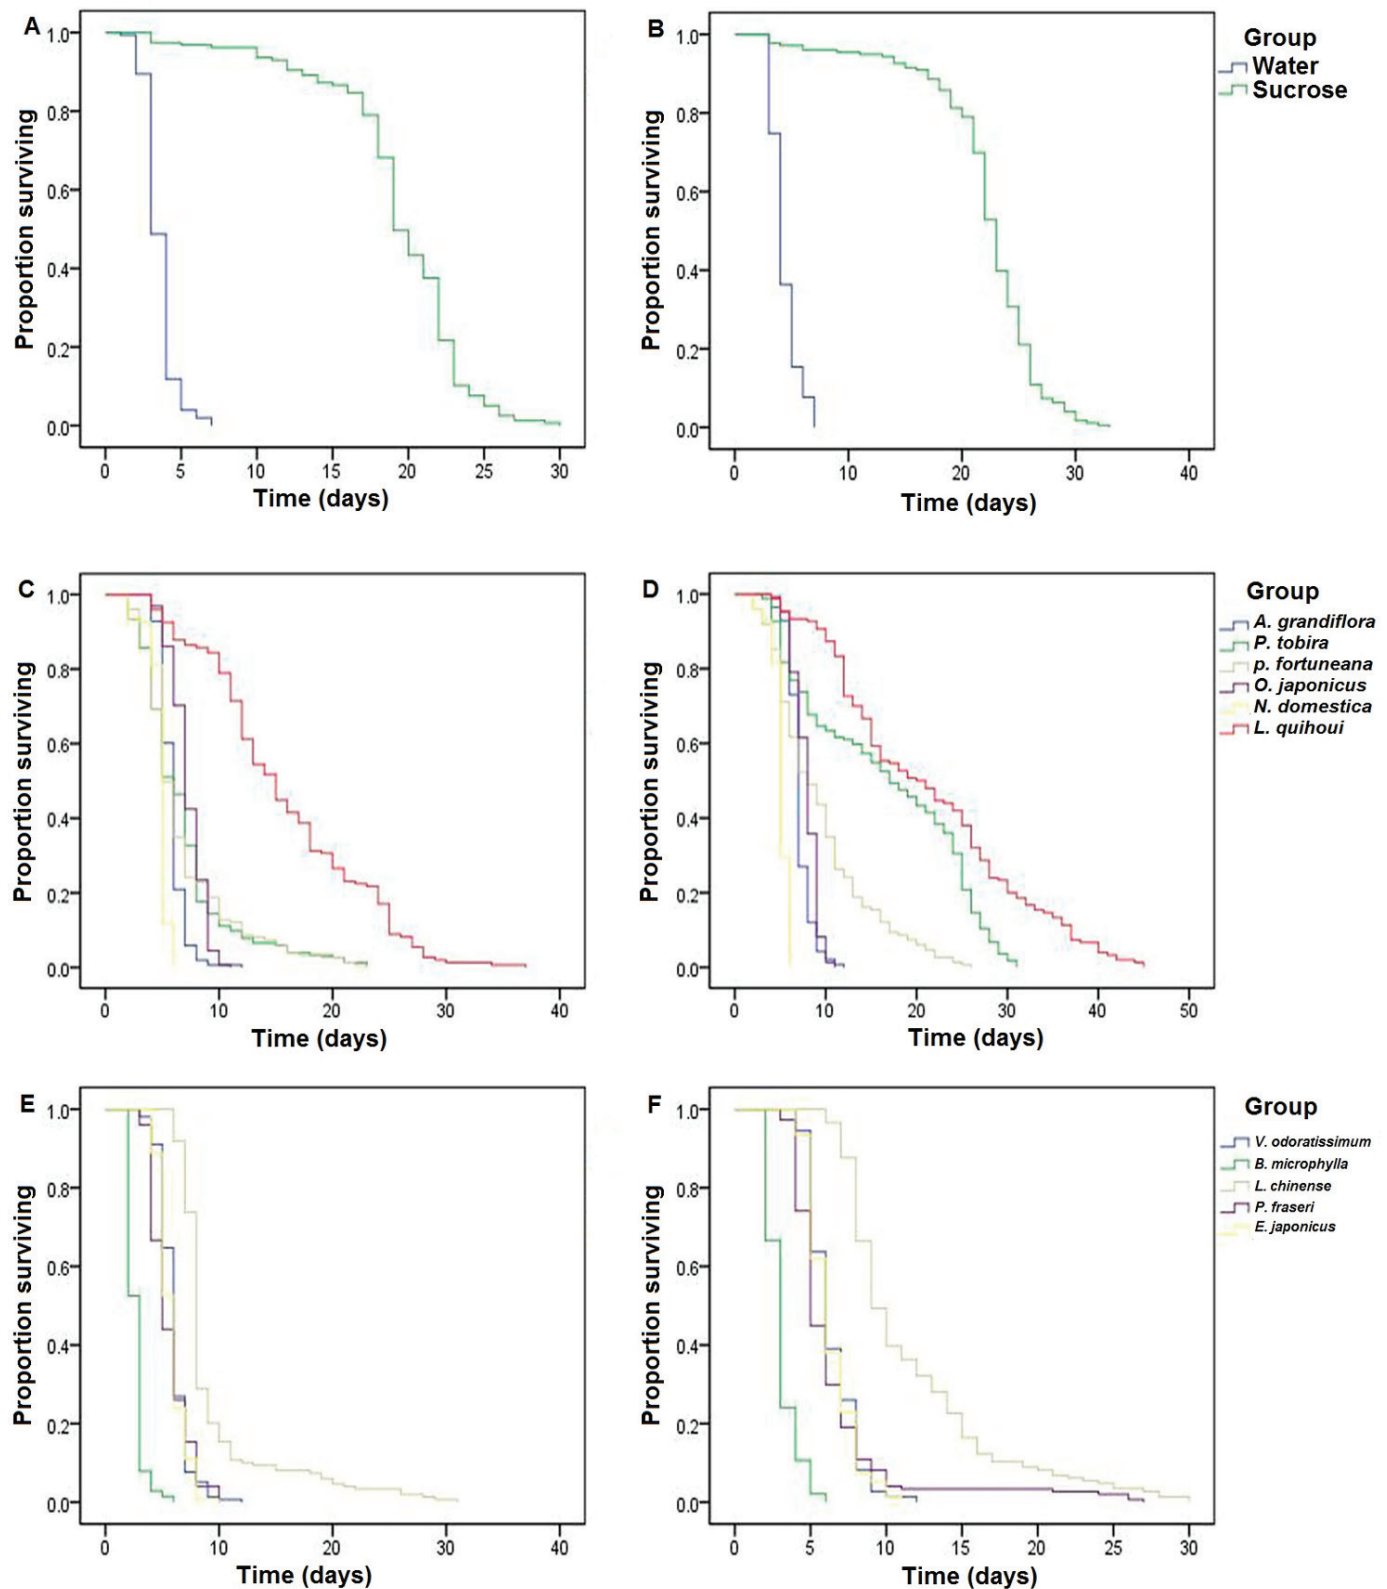 A
1.0
0.8
0.6
0.4
0.2
0.0
Proportion surviving
0 5 10 15 20 25 30
Time (days)
B
1.0
0.8
0.6
0.4
0.2
0.0
Proportion surviving
0 10 20 30 40
Time (days)
Group
Water
Sucrose
C
1.0
0.8
0.6
0.4
0.2
0.0
Proportion surviving
0 10 20 30 40
Time (days)
D
1.0
0.8
0.6
0.4
0.2
0.0
Proportion surviving
0 10 20 30 40 50
Time (days)
Group
A. grandiflora
P. tobira
p. fortuneana
O. japonicus
N. domestica
L. quihoui
E
1.0
0.8
0.6
0.4
0.2
0.0
Proportion surviving
0 10 20 30 40
Time (days)
F
1.0
0.8
0.6
0.4
0.2
0.0
Proportion surviving
0 5 10 15 20 25 30
Time (days)
Group
V. odoratissimum
B. microphylla
L. chinense
P. fraseri
E. japonicus